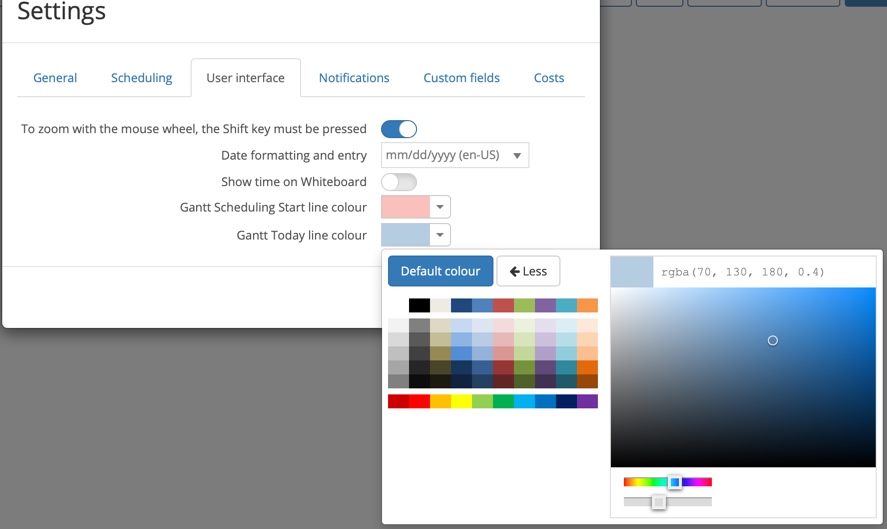 Settings
General Scheduling User interface Notifications Custom fields Costs
To zoom with the mouse wheel, the Shift key must be pressed
Date formatting and entry mm/dd/yyyy (en-US)
Show time on Whiteboard
Gantt Scheduling Start line colour
Gantt Today line colour
Default colour Less rgba(70, 130, 180, 0.4)